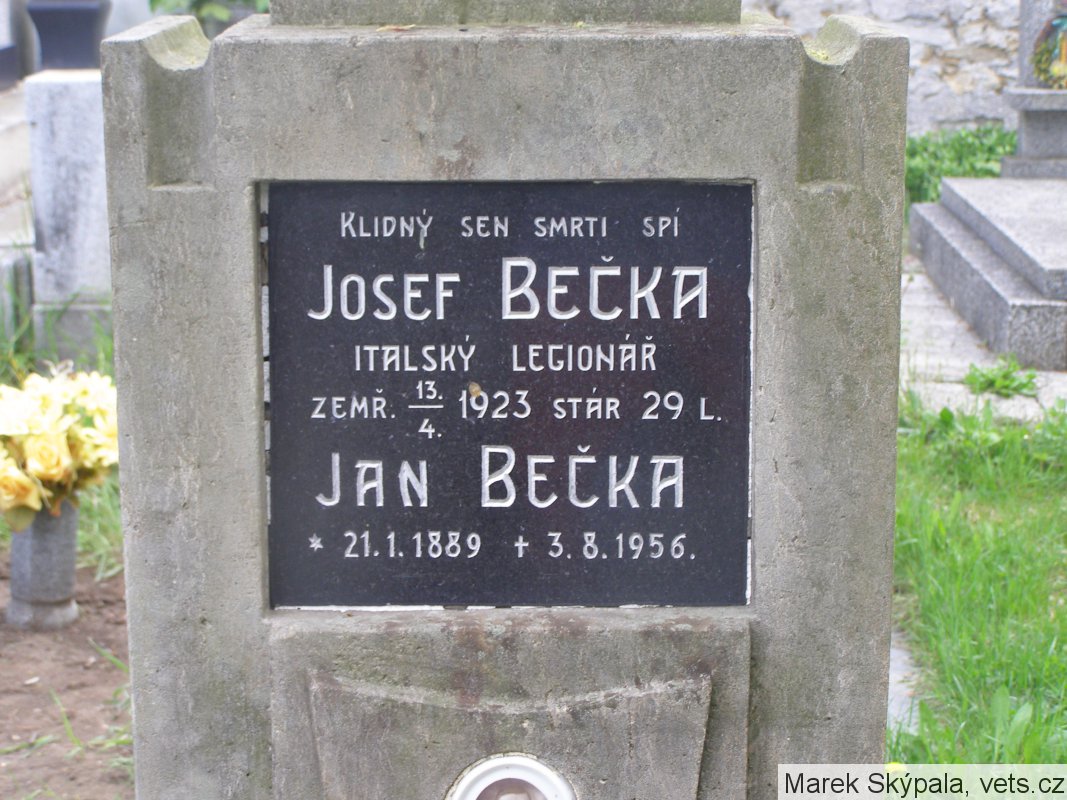 Klidný sen smrti spí
Josef Bečka
italský legionář
zemř. 13./4. 1923 stár 29 l.
Jan Bečka
* 21.1.1889 + 3.8.1956.
Marek Skýpala, vets.cz